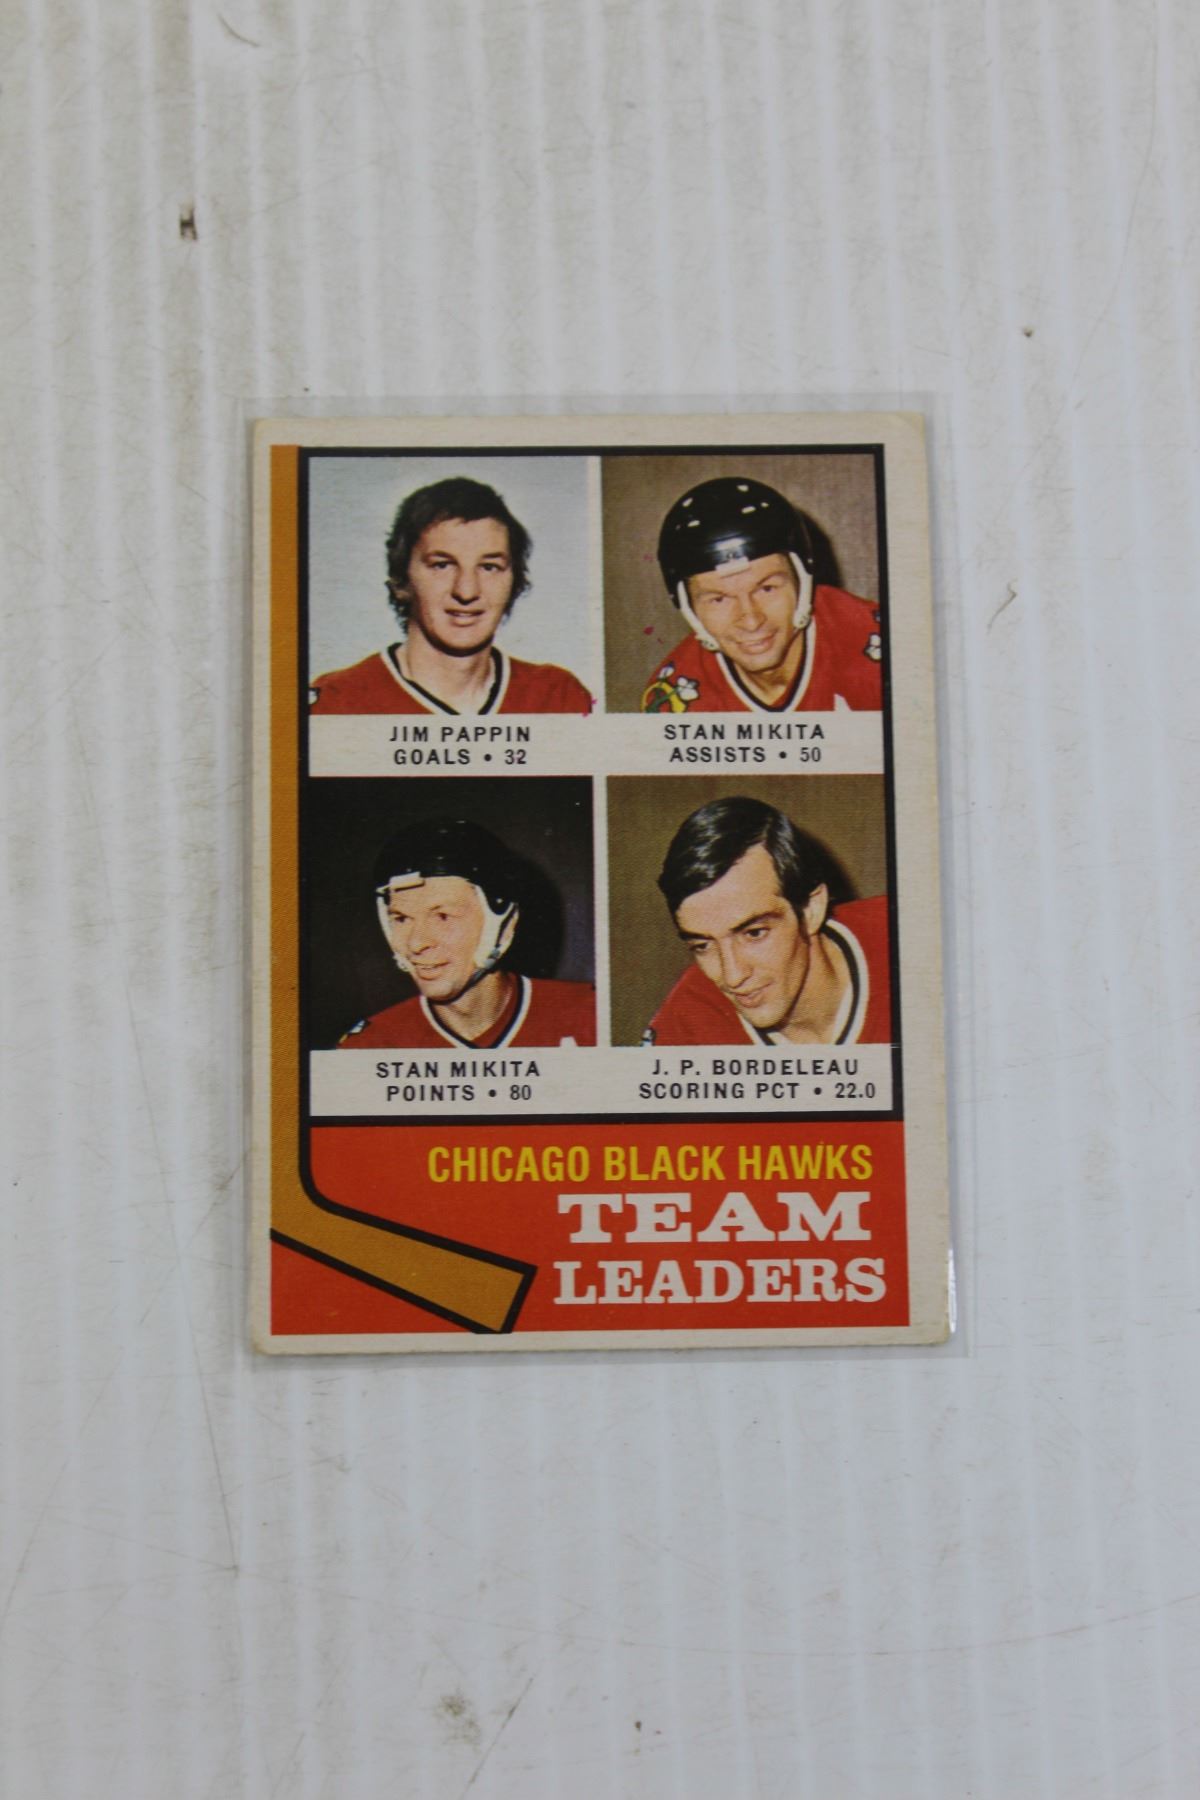 JIM PAPPIN
GOALS • 32
STAN MIKITA
ASSISTS • 50
STAN MIKITA
POINTS • 80
J. P. BORDELEAU
SCORING PCT • 22.0
CHICAGO BLACK HAWKS
TEAM
LEADERS